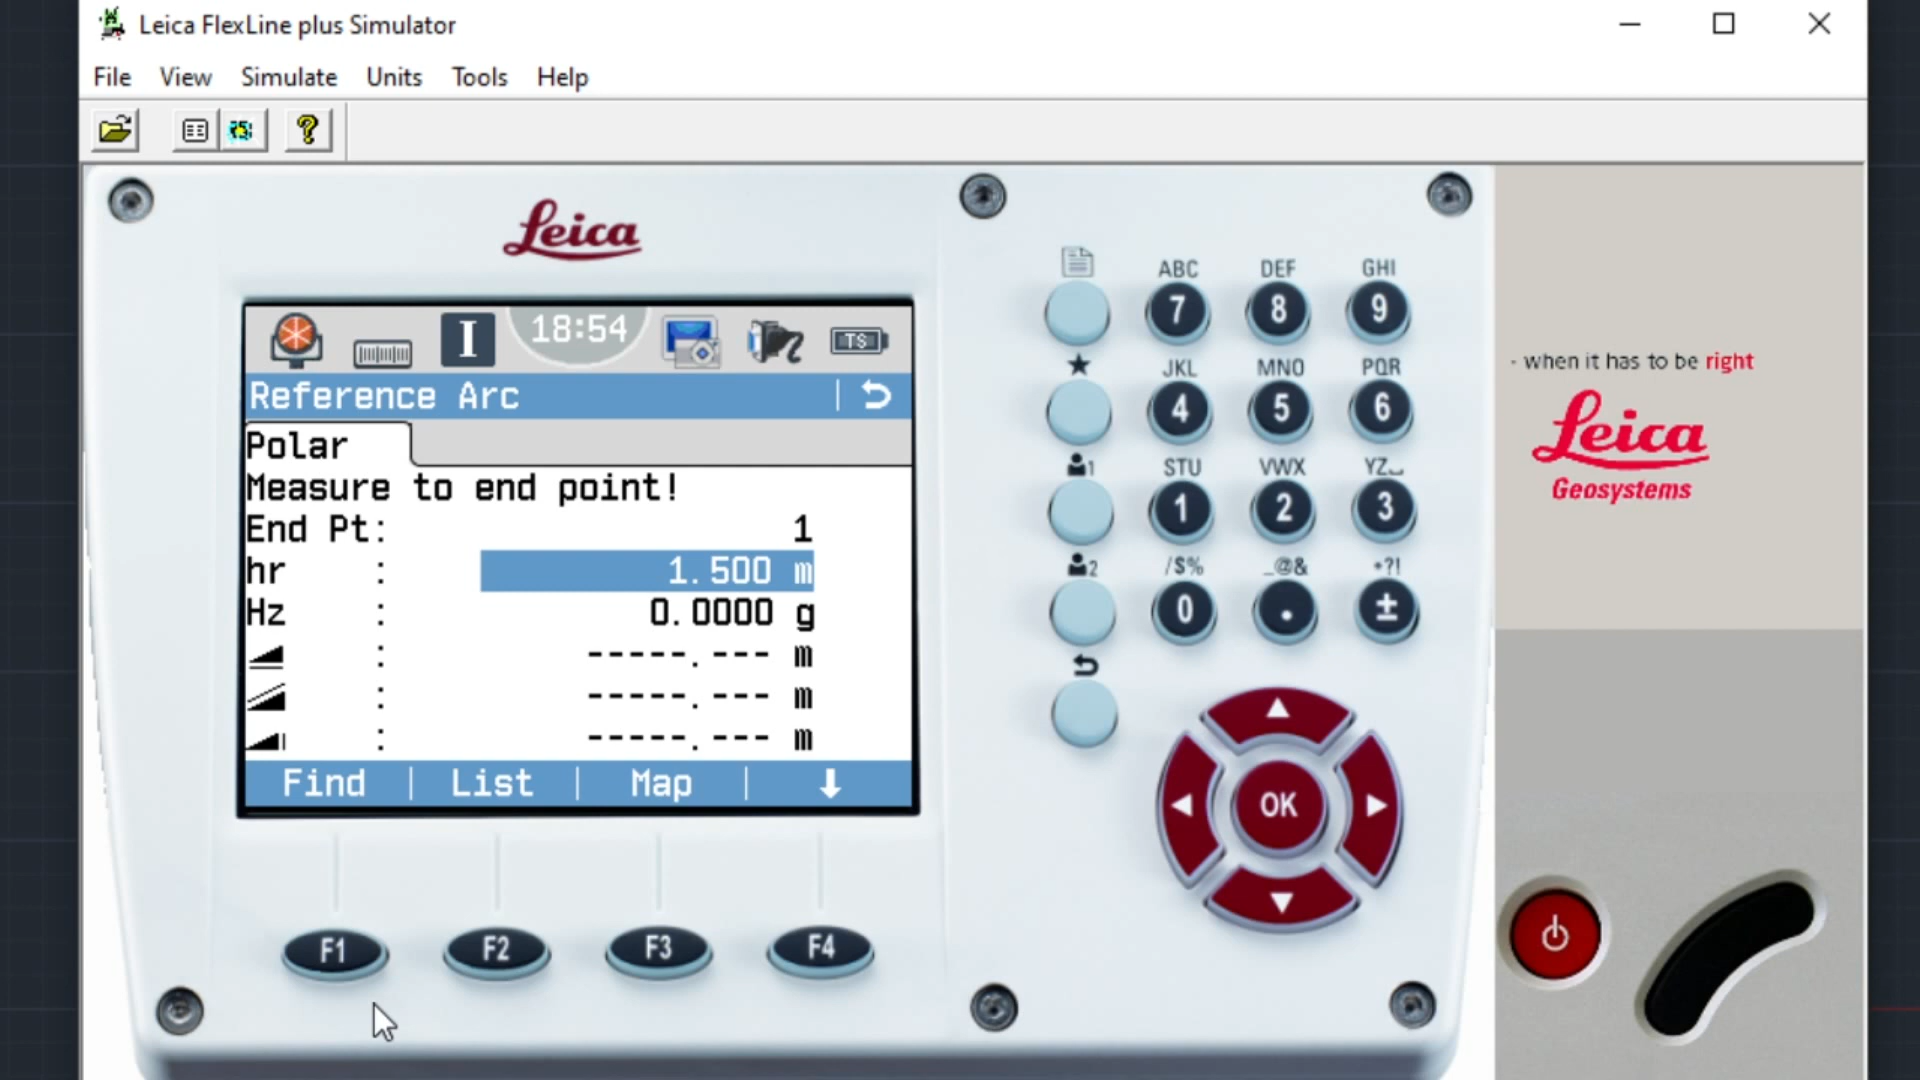 Leica FlexLine plus Simulator
File View Simulate Units Tools Help
Leica
I 18:54 TS
Reference Arc
Polar
Measure to end point!
End Pt: 1
hr : 1.500 m
Hz : 0.0000 g
: -----.--- m
: -----.--- m
: -----.--- m
Find List Map
F1 F2 F3 F4
ABC DEF GHI
7 8 9
JKL MNO PQR
4 5 6
1 STU VWX YZ
1 2 3
2 /$% _@& *?!
0 . ±
OK
- when it has to be right
Leica
Geosystems